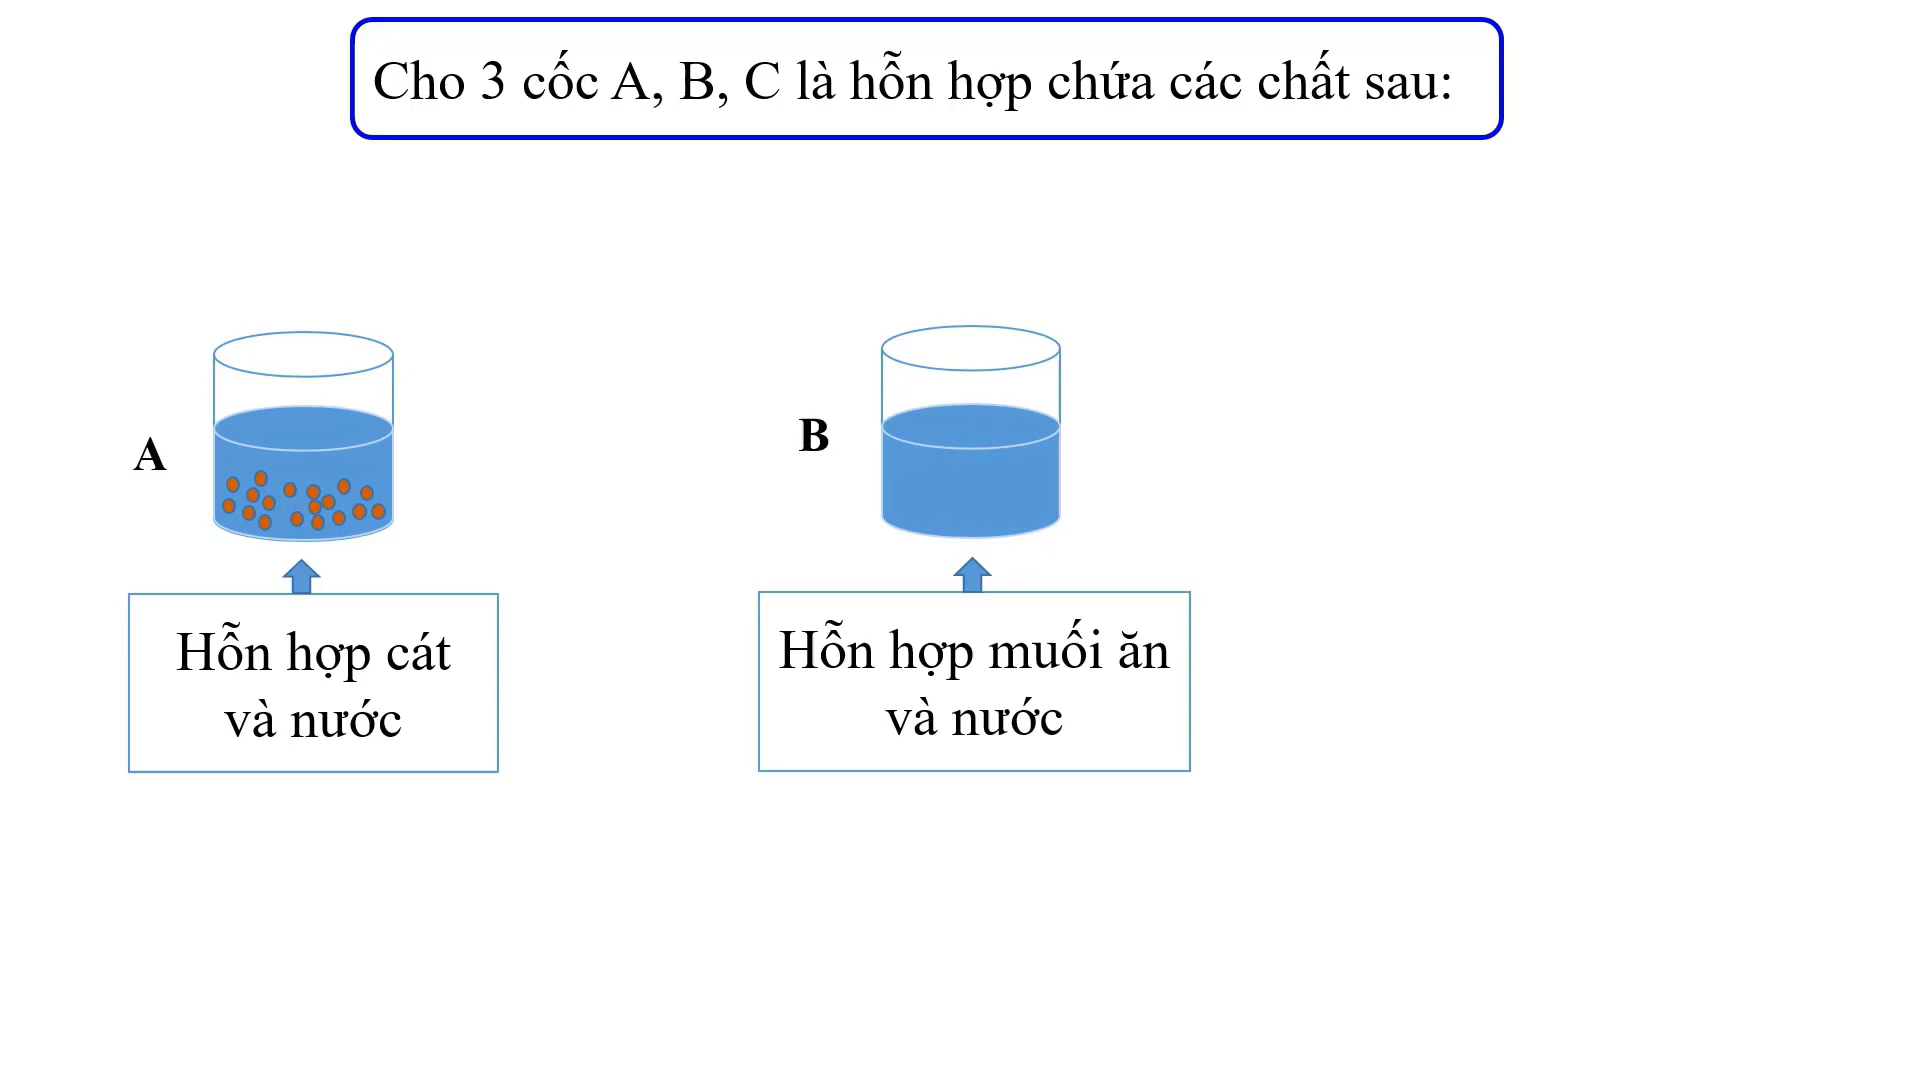 Cho 3 cốc A, B, C là hỗn hợp chứa các chất sau:
A
B
Hỗn hợp cát
và nước
Hỗn hợp muối ăn
và nước